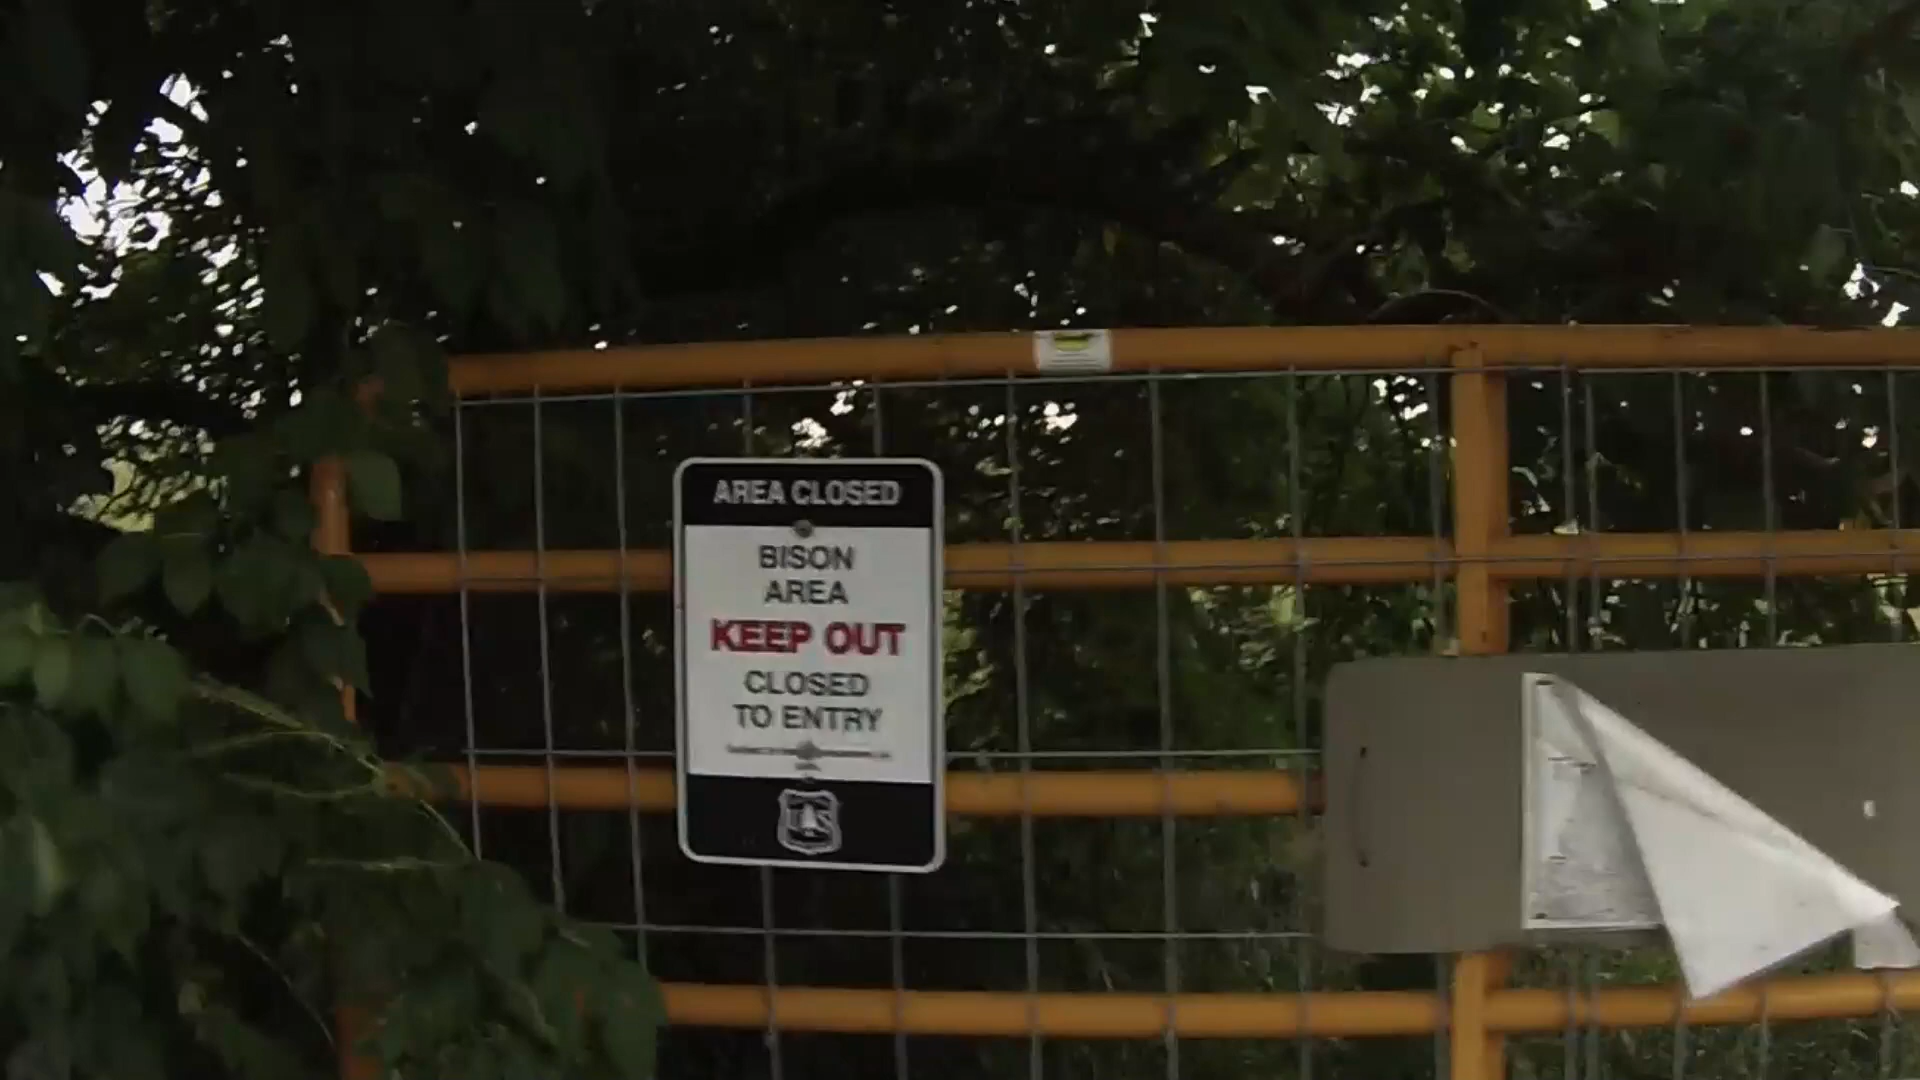 AREA CLOSED
BISON
AREA
KEEP OUT
CLOSED
TO ENTRY